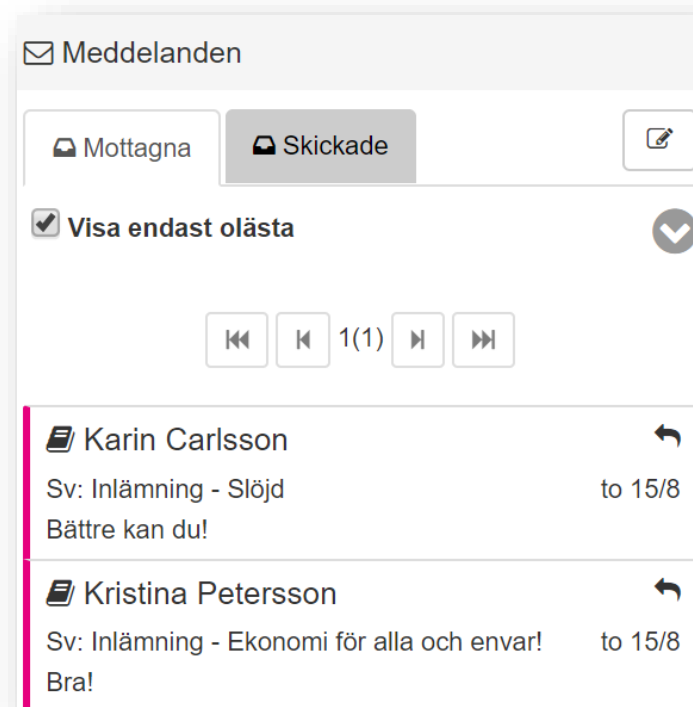 Meddelanden
Mottagna Skickade
Visa endast olästa
1(1)
Karin Carlsson
Sv: Inlämning - Slöjd to 15/8
Bättre kan du!
Kristina Petersson
Sv: Inlämning - Ekonomi för alla och envar! to 15/8
Bra!